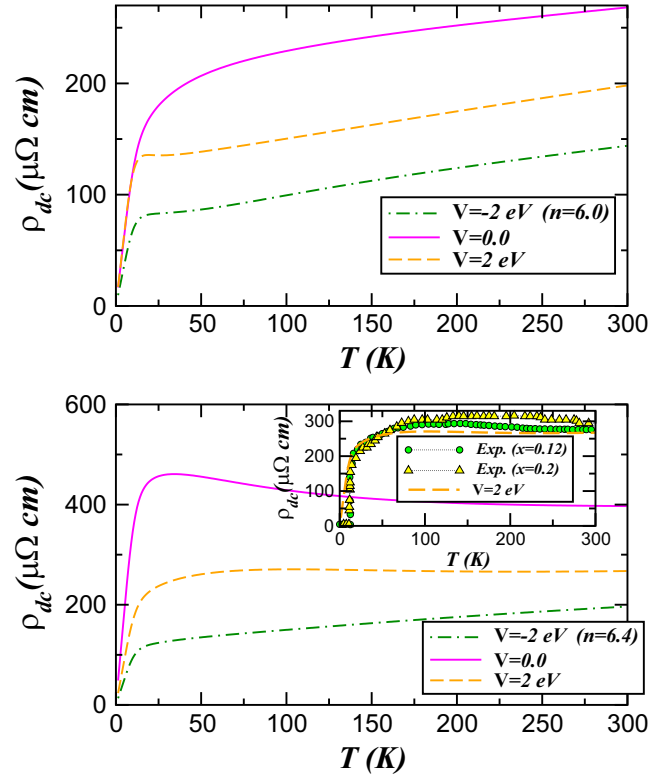 200
100
0
ρdc(μΩ cm)
0 50 100 150 200 250 300
T (K)
V=-2 eV (n=6.0)
V=0.0
V=2 eV
600
400
200
0
ρdc(μΩ cm)
0 50 100 150 200 250 300
T (K)
V=-2 eV (n=6.4)
V=0.0
V=2 eV
300
250
150
100
50
0
ρdc(μΩ cm)
0 100 200 300
T (K)
Exp. (x=0.12)
Exp. (x=0.2)
V=2 eV